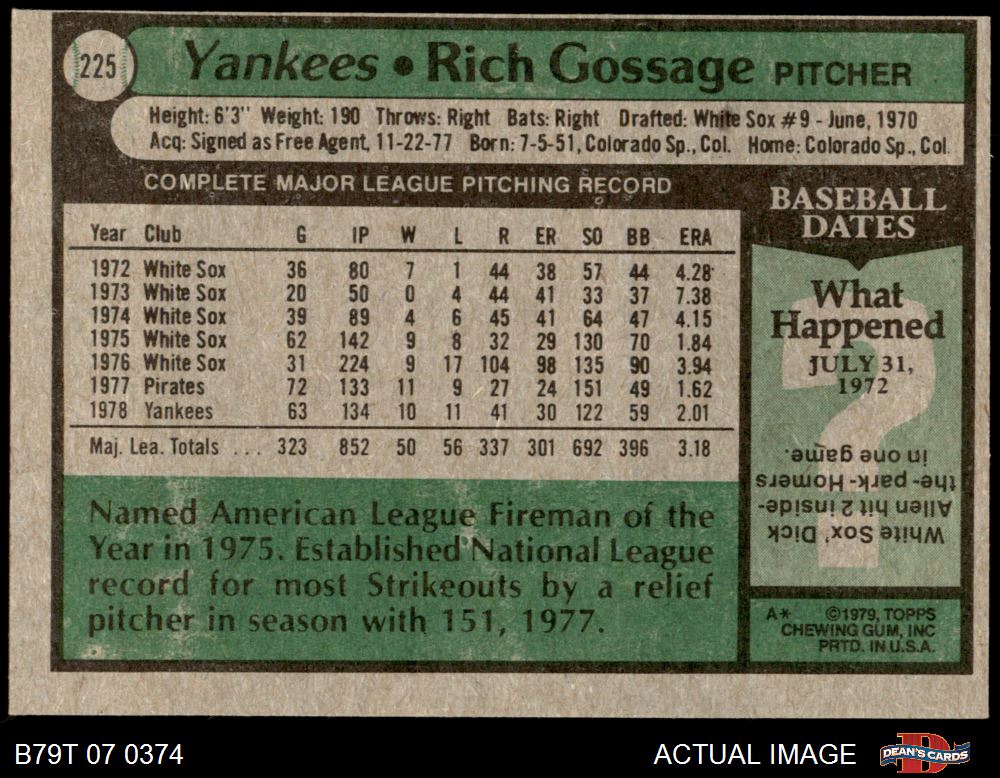 225
Yankees • Rich Gossage PITCHER
Height: 6'3" Weight: 190 Throws: Right Bats: Right Drafted: White Sox #9 - June, 1970
Acq: Signed as Free Agent, 11-22-77 Born: 7-5-51, Colorado Sp., Col. Home: Colorado Sp., Col.
COMPLETE MAJOR LEAGUE PITCHING RECORD
Year Club G IP W L R ER SO BB ERA
1972 White Sox 36 80 7 1 44 38 57 44 4.28
1973 White Sox 20 50 0 4 44 41 33 37 7.38
1974 White Sox 39 89 4 6 45 41 64 47 4.15
1975 White Sox 62 142 9 8 32 29 130 70 1.84
1976 White Sox 31 224 9 17 104 98 135 90 3.94
1977 Pirates 72 133 11 9 27 24 151 49 1.62
1978 Yankees 63 134 10 11 41 30 122 59 2.01
Maj. Lea. Totals ... 323 852 50 56 337 301 692 396 3.18
Named American League Fireman of the
Year in 1975. Established National League
record for most Strikeouts by a relief
pitcher in season with 151, 1977.
BASEBALL
DATES
What
Happened
JULY 31,
1972
White Sox' Dick
Allen hit 2 inside-
the-park-Homers
in one game.
A* ©1979, TOPPS
CHEWING GUM, INC
PRTD. IN U.S.A.
B79T 07 0374
ACTUAL IMAGE
DEAN'S CARDS